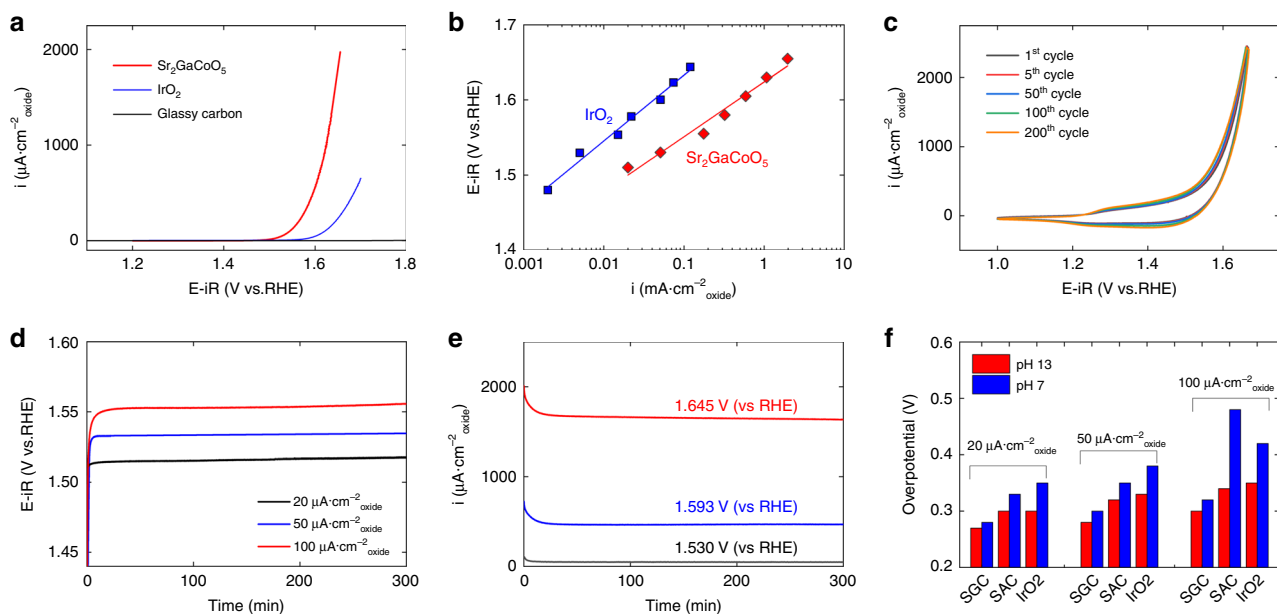 a
i (µA·cm⁻²oxide)
2000
1000
0
Sr₂GaCoO₅
IrO₂
Glassy carbon
1.2
1.4
1.6
1.8
E-iR (V vs.RHE)
b
E-iR (V vs.RHE)
1.7
1.6
1.5
1.4
IrO₂
Sr₂GaCoO₅
0.001
0.01
0.1
1
10
i (mA·cm⁻²oxide)
c
i (µA·cm⁻²oxide)
2000
1000
0
1ˢᵗ cycle
5ᵗʰ cycle
50ᵗʰ cycle
100ᵗʰ cycle
200ᵗʰ cycle
1.0
1.2
1.4
1.6
E-iR (V vs.RHE)
d
E-iR (V vs.RHE)
1.60
1.55
1.50
1.45
20 µA·cm⁻²oxide
50 µA·cm⁻²oxide
100 µA·cm⁻²oxide
0
100
200
300
Time (min)
e
i (µA·cm⁻²oxide)
2000
1000
0
1.645 V (vs RHE)
1.593 V (vs RHE)
1.530 V (vs RHE)
0
100
200
300
Time (min)
f
Overpotential (V)
0.6
0.5
0.4
0.3
0.2
pH 13
pH 7
20 µA·cm⁻²oxide
50 µA·cm⁻²oxide
100 µA·cm⁻²oxide
SGC
SAC
IrO2
SGC
SAC
IrO2
SGC
SAC
IrO2